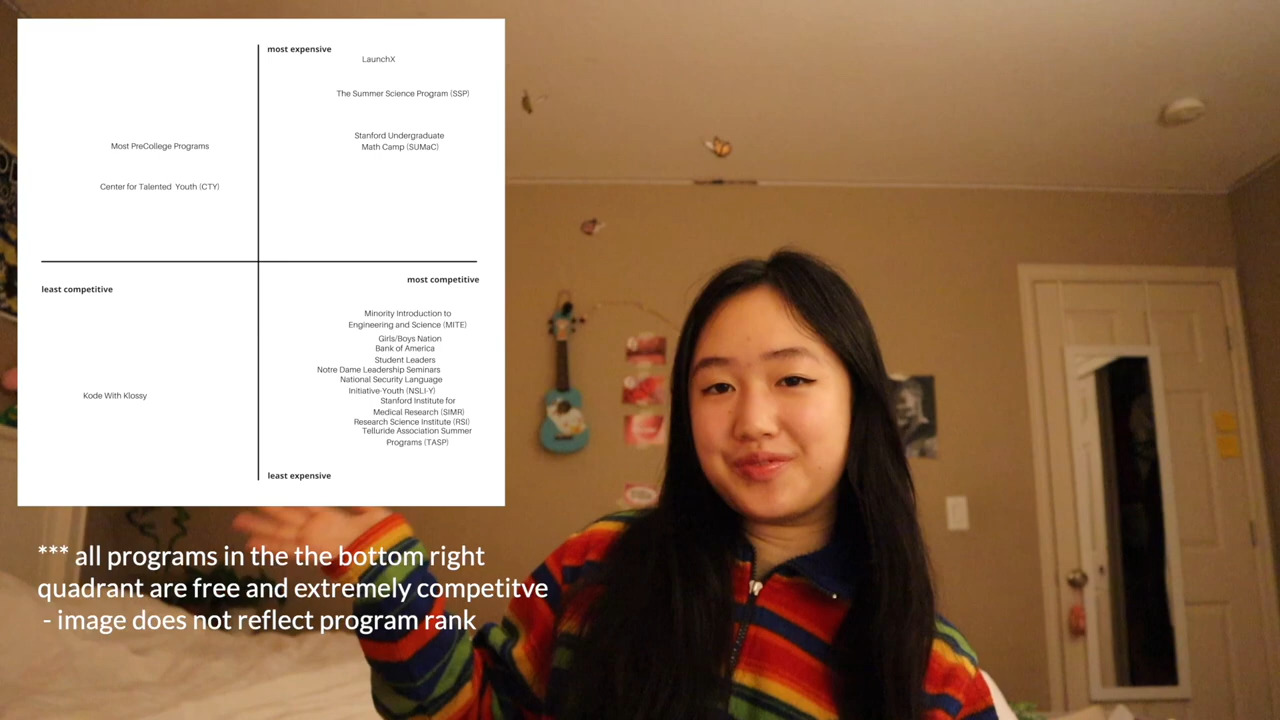 most expensive
LaunchX
The Summer Science Program (SSP)
Stanford Undergraduate
Math Camp (SUMaC)
Most PreCollege Programs
Center for Talented Youth (CTY)
most competitive
least competitive
Minority Introduction to
Engineering and Science (MITE)
Girls/Boys Nation
Bank of America
Student Leaders
Notre Dame Leadership Seminars
National Security Language
Initiative-Youth (NSLI-Y)
Kode With Klossy
Stanford Institute for
Medical Research (SIMR)
Research Science Institute (RSI)
Telluride Association Summer
Programs (TASP)
least expensive
*** all programs in the the bottom right
quadrant are free and extremely competitve
- image does not reflect program rank